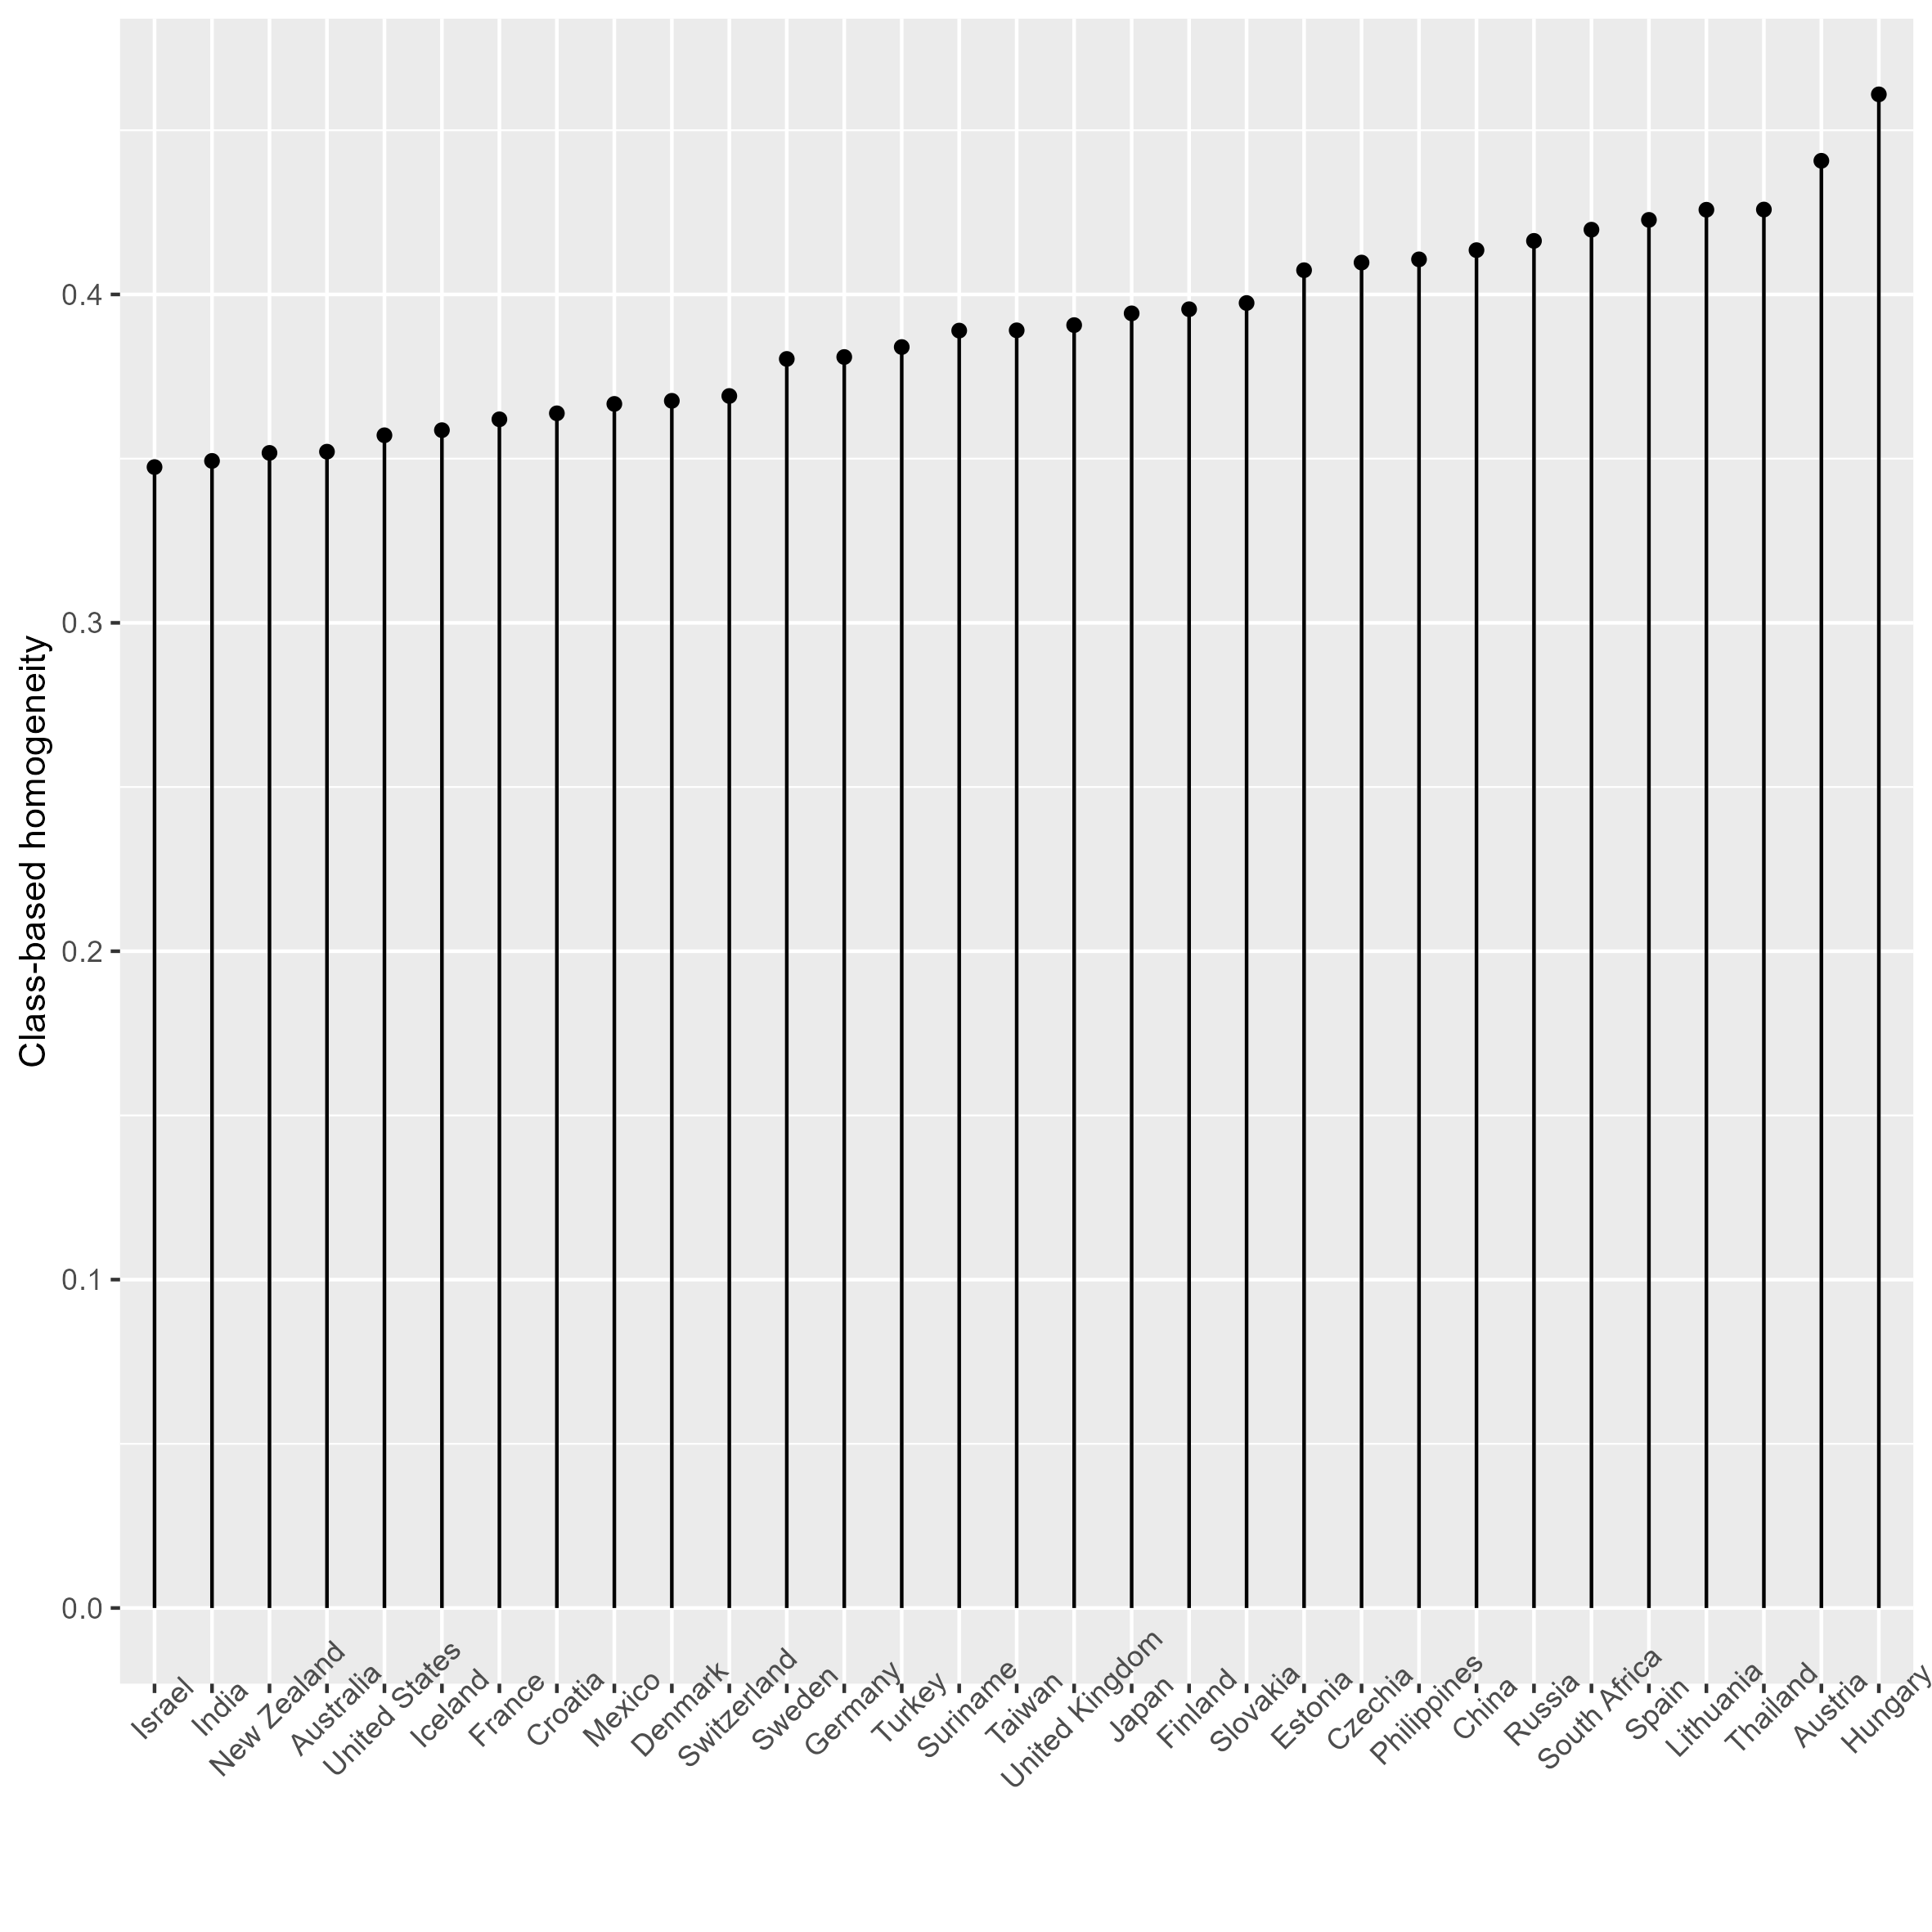 Class-based homogeneity
0.4
0.3
0.2
0.1
0.0
Israel
India
New Zealand
Australia
United States
Iceland
France
Croatia
Mexico
Denmark
Switzerland
Sweden
Germany
Turkey
Suriname
Taiwan
United Kingdom
Japan
Finland
Slovakia
Estonia
Czechia
Philippines
China
Russia
South Africa
Spain
Lithuania
Thailand
Austria
Hungary